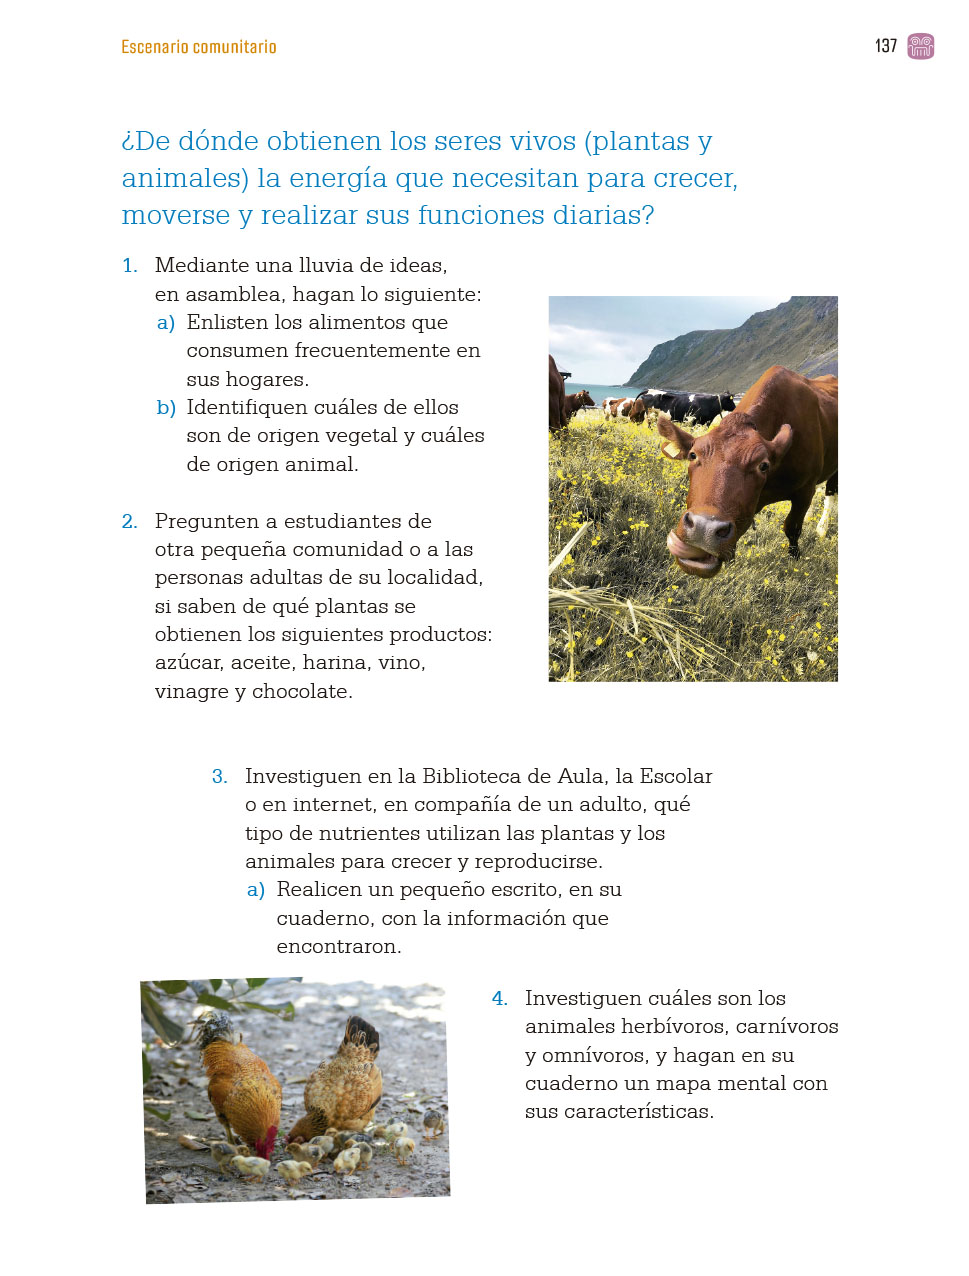 Escenario comunitario
137
¿De dónde obtienen los seres vivos (plantas y
animales) la energía que necesitan para crecer,
moverse y realizar sus funciones diarias?
1. Mediante una lluvia de ideas,
en asamblea, hagan lo siguiente:
a) Enlisten los alimentos que
consumen frecuentemente en
sus hogares.
b) Identifiquen cuáles de ellos
son de origen vegetal y cuáles
de origen animal.
2. Pregunten a estudiantes de
otra pequeña comunidad o a las
personas adultas de su localidad,
si saben de qué plantas se
obtienen los siguientes productos:
azúcar, aceite, harina, vino,
vinagre y chocolate.
3. Investiguen en la Biblioteca de Aula, la Escolar
o en internet, en compañía de un adulto, qué
tipo de nutrientes utilizan las plantas y los
animales para crecer y reproducirse.
a) Realicen un pequeño escrito, en su
cuaderno, con la información que
encontraron.
4. Investiguen cuáles son los
animales herbívoros, carnívoros
y omnívoros, y hagan en su
cuaderno un mapa mental con
sus características.